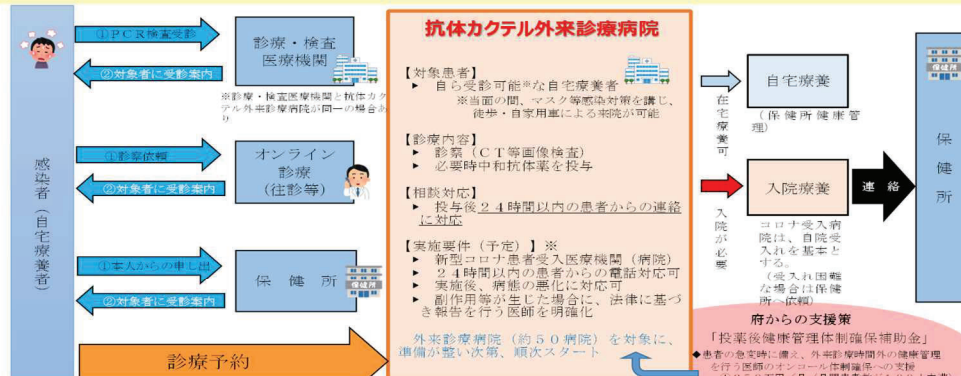 感染者（自宅療養者）
①ＰＣＲ検査受診
②対象者に受診案内
診療・検査
医療機関
※診療・検査医療機関と抗体カク
テル外来診療病院が同一の場合あ
り
①診察依頼
②対象者に受診案内
オンライン
診療
（往診等）
①本人からの申し出
②対象者に受診案内
保健所
保健所
診療予約
抗体カクテル外来診療病院
【対象患者】
▶ 自ら受診可能※な自宅療養者
※当面の間、マスク等感染対策を講じ、
徒歩・自家用車による来院が可能
【診療内容】
▶ 診察（ＣＴ等画像検査）
▶ 必要時中和抗体薬を投与
【相談対応】
▶ 投与後２４時間以内の患者からの連絡
に対応
【実施要件（予定）】※
▶ 新型コロナ患者受入医療機関（病院）
▶ ２４時間以内の患者からの電話対応可
▶ 実施後、病態の悪化に対応可
▶ 副作用等が生じた場合に、法律に基づ
き報告を行う医師を明確化
外来診療病院（約５０病院）を対象に、
準備が整い次第、順次スタート
在宅療養可
自宅療養
（保健所健康管
理）
入院が必要
入院療養
コロナ受入病
院は、自院受
入れを基本と
する。
（受入れ困難
な場合は保健
所へ依頼）
連絡
保健所
保健所
府からの支援策
「投薬後健康管理体制確保補助金」
◆患者の急変時に備え、外来診療時間外の健康管理
を行う医師のオンコール体制確保への支援